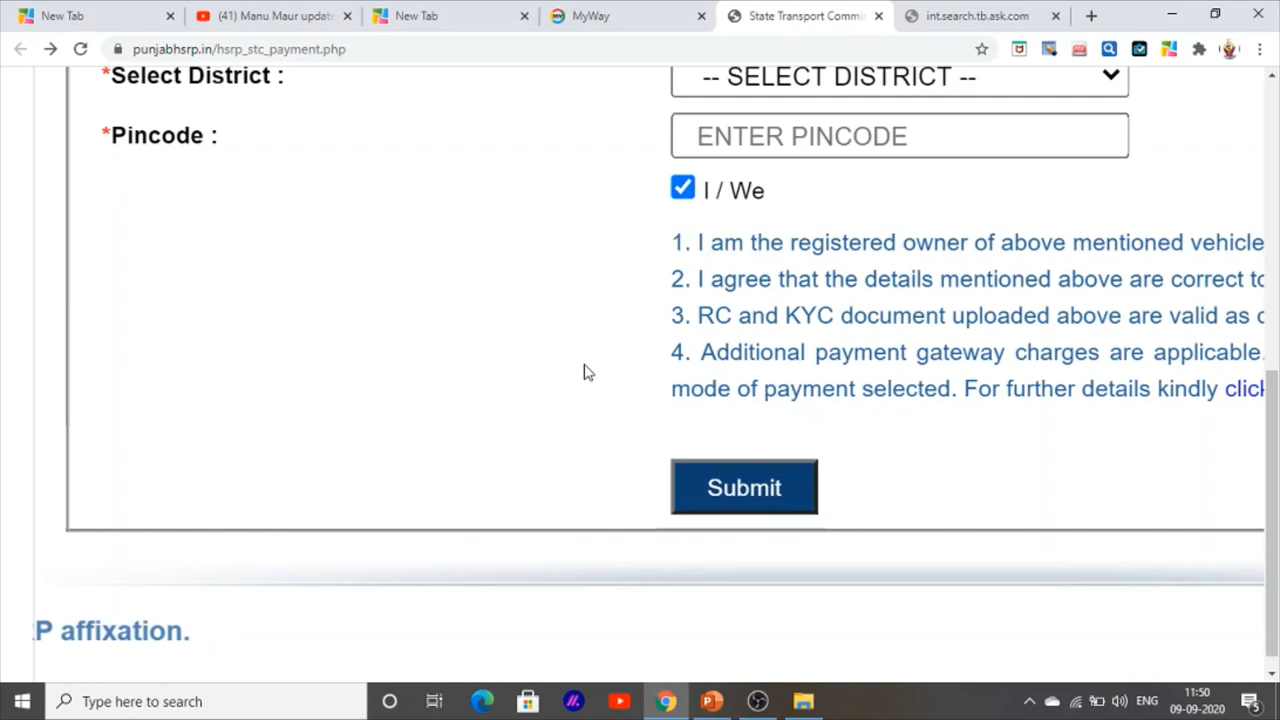 New Tab
(41) Manu Maur update
New Tab
MyWay
State Transport Commi
int.search.tb.ask.com
punjabhsrp.in/hsrp_stc_payment.php
*Select District :
-- SELECT DISTRICT --
*Pincode :
ENTER PINCODE
I / We
1. I am the registered owner of above mentioned vehicle
2. I agree that the details mentioned above are correct to
3. RC and KYC document uploaded above are valid as
4. Additional payment gateway charges are applicable.
mode of payment selected. For further details kindly click
Submit
P affixation.
Type here to search
ENG
11:50
09-09-2020
5